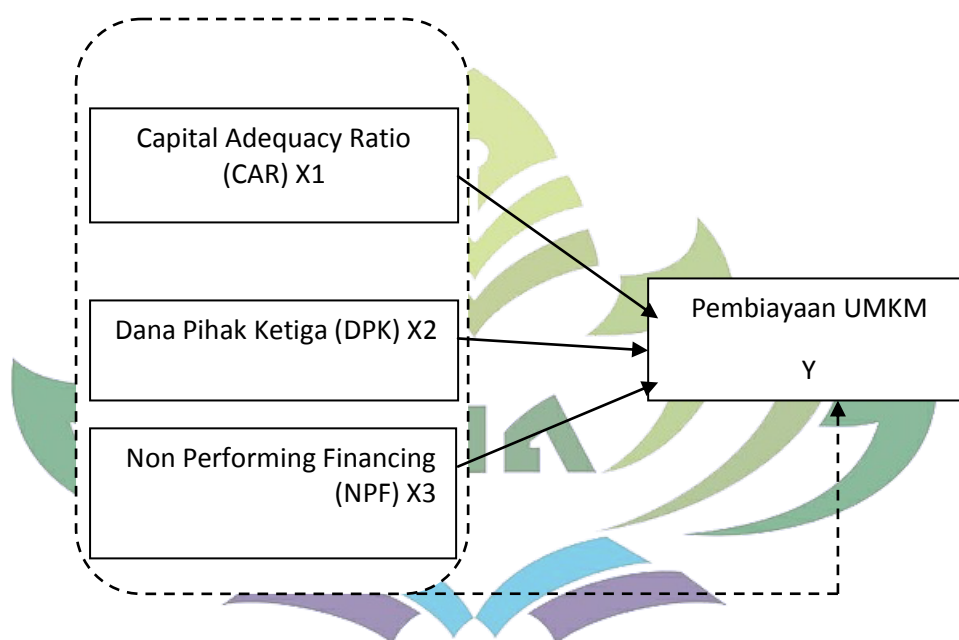 Capital Adequacy Ratio
(CAR) X1
Dana Pihak Ketiga (DPK) X2
Non Performing Financing
(NPF) X3
Pembiayaan UMKM
Y